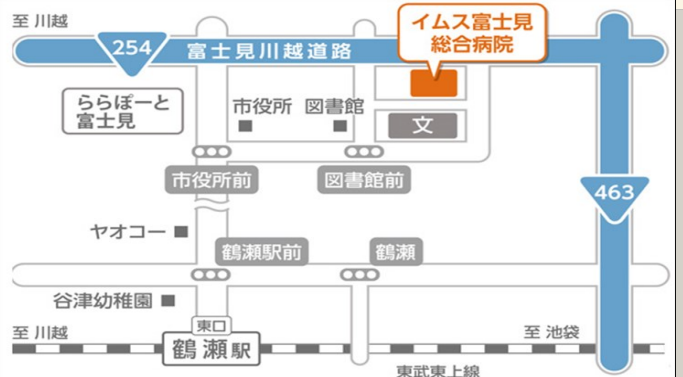 至 川越
254
富士見川越道路
イムス富士見
総合病院
ららぽーと
富士見
市役所
図書館
文
市役所前
図書館前
463
ヤオコー
鶴瀬駅前
鶴瀬
谷津幼稚園
至 川越
東口
鶴瀬駅
至 池袋
東武東上線